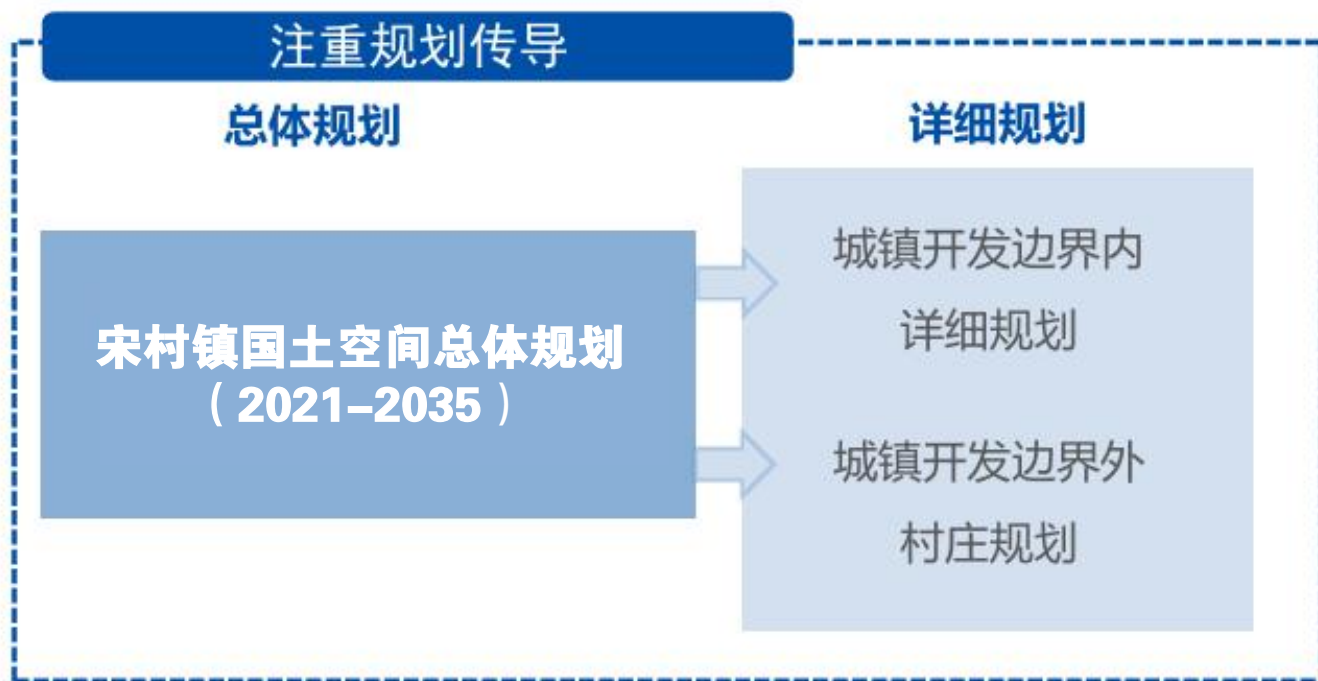 注重规划传导
总体规划
详细规划
宋村镇国土空间总体规划
（2021-2035）
城镇开发边界内
详细规划
城镇开发边界外
村庄规划